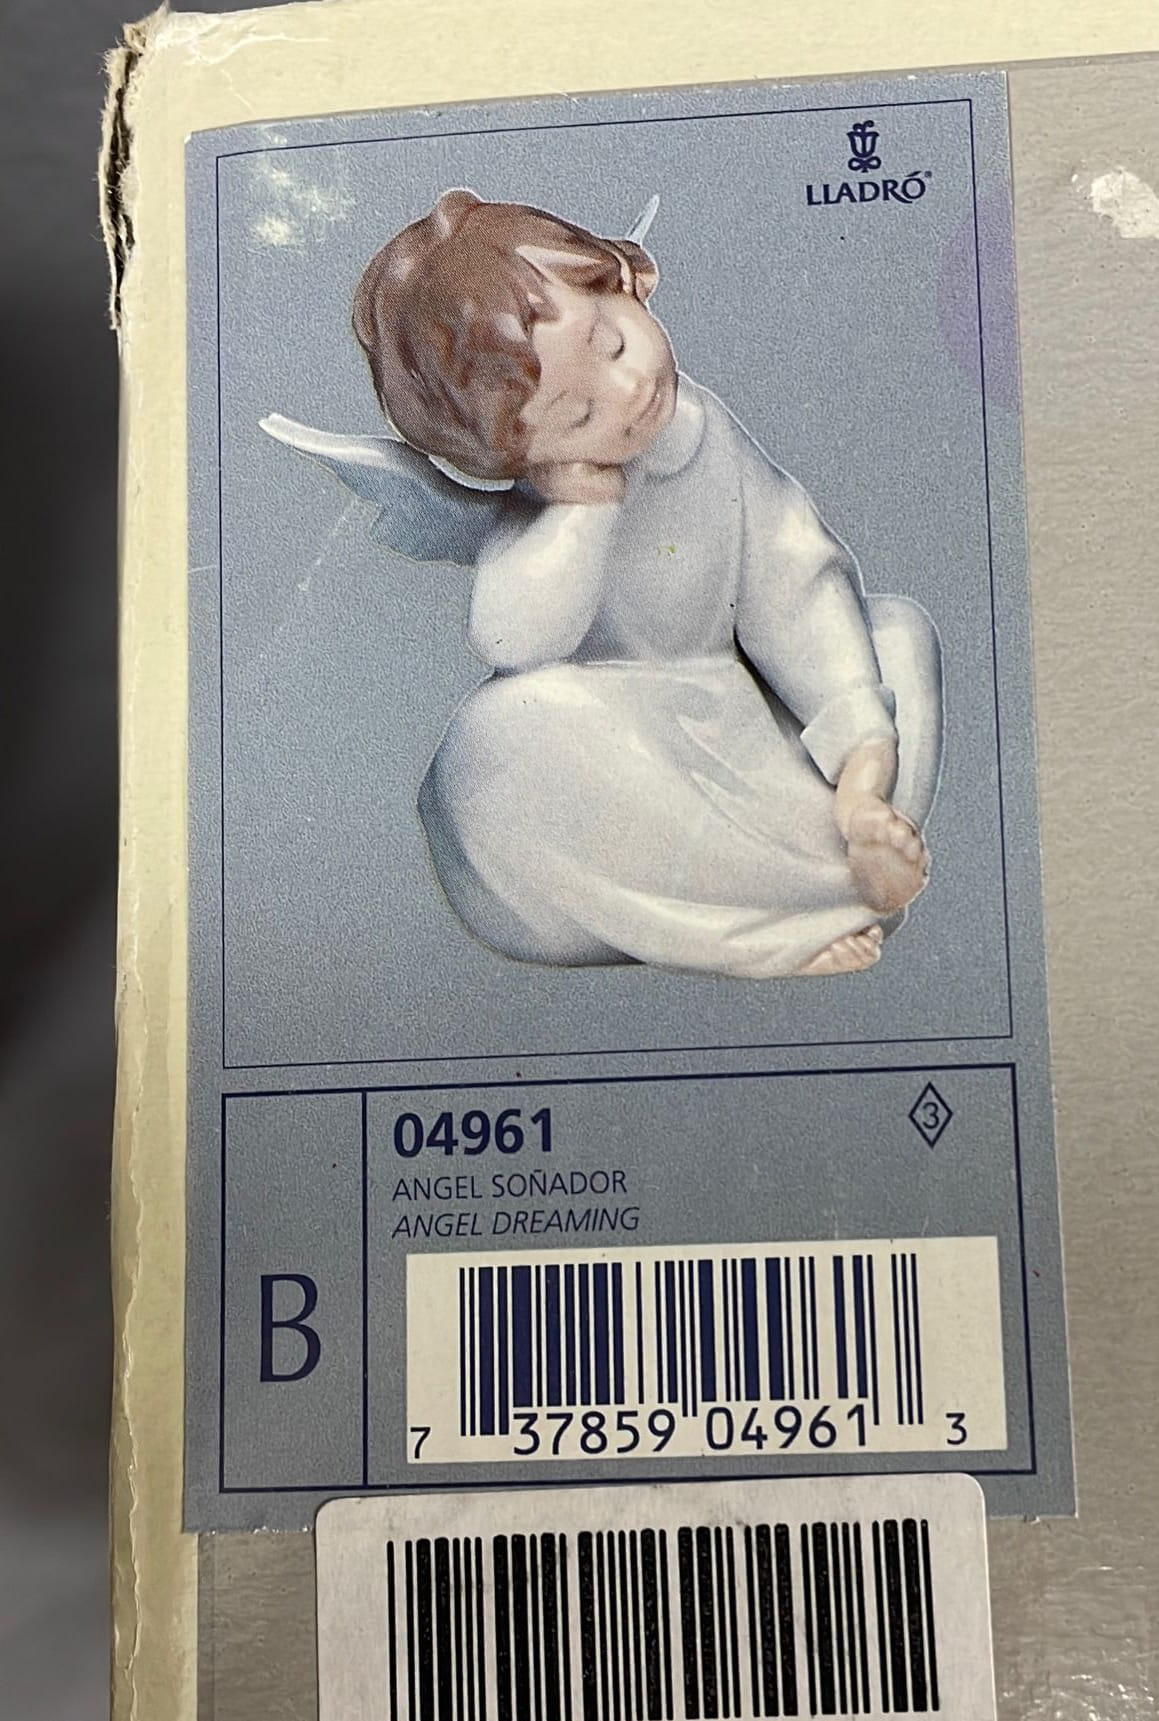 LLADRÓ®
04961
3
ANGEL SOÑADOR
ANGEL DREAMING
B
7 37859 04961 3